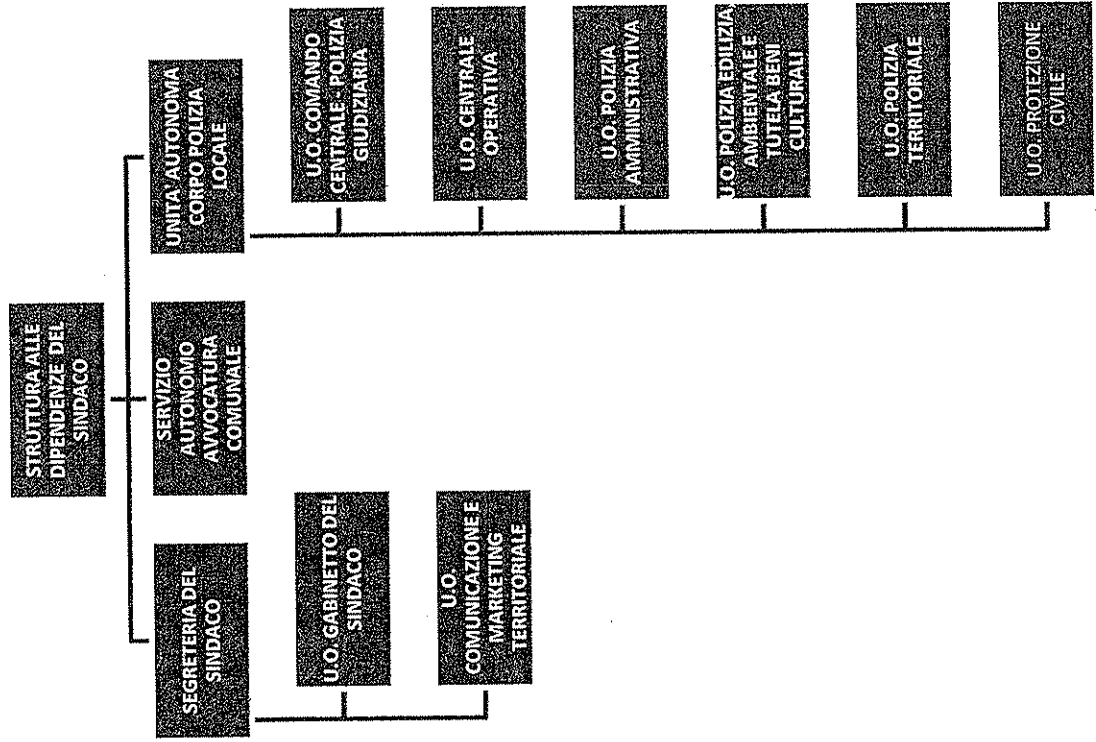 STRUTTURA ALLE
DIPENDENZE DEL
SINDACO
SEGRETERIA DEL
SINDACO
U.O. GABINETTO DEL
SINDACO
U.O.
COMUNICAZIONE E
MARKETING
TERRITORIALE
SERVIZIO
AUTONOMO
AVVOCATURA
COMUNALE
UNITA' AUTONOMA
CORPO POLIZIA
LOCALE
U.O. COMANDO
CENTRALE - POLIZIA
GIUDIZIARIA
U.O. CENTRALE
OPERATIVA
U.O. POLIZIA
AMMINISTRATIVA
U.O. POLIZIA EDILIZIA,
AMBIENTALE E
TUTELA BENI
CULTURALI
U.O. POLIZIA
TERRITORIALE
U.O. PROTEZIONE
CIVILE